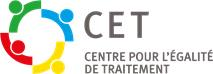 CET
CENTRE POUR L'ÉGALITÉ
DE TRAITEMENT